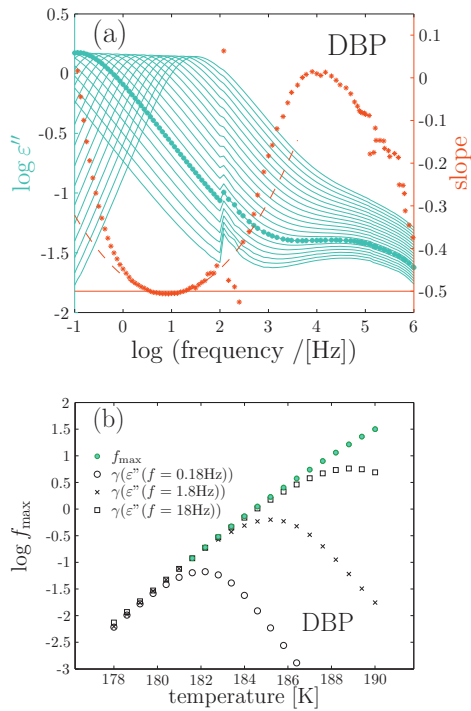 (a) DBP
0.5
0
-0.5
-1
-1.5
-2
log ε″
0.1
0
-0.1
-0.2
-0.3
-0.4
-0.5
slope
-1 0 1 2 3 4 5 6
log (frequency /[Hz])
(b)
2
1.5
1
0.5
0
-0.5
-1
-1.5
-2
-2.5
-3
log fmax
fmax
γ(ε"(f = 0.18Hz))
γ(ε"(f = 1.8Hz))
γ(ε"(f = 18Hz))
DBP
178 180 182 184 186 188 190
temperature [K]